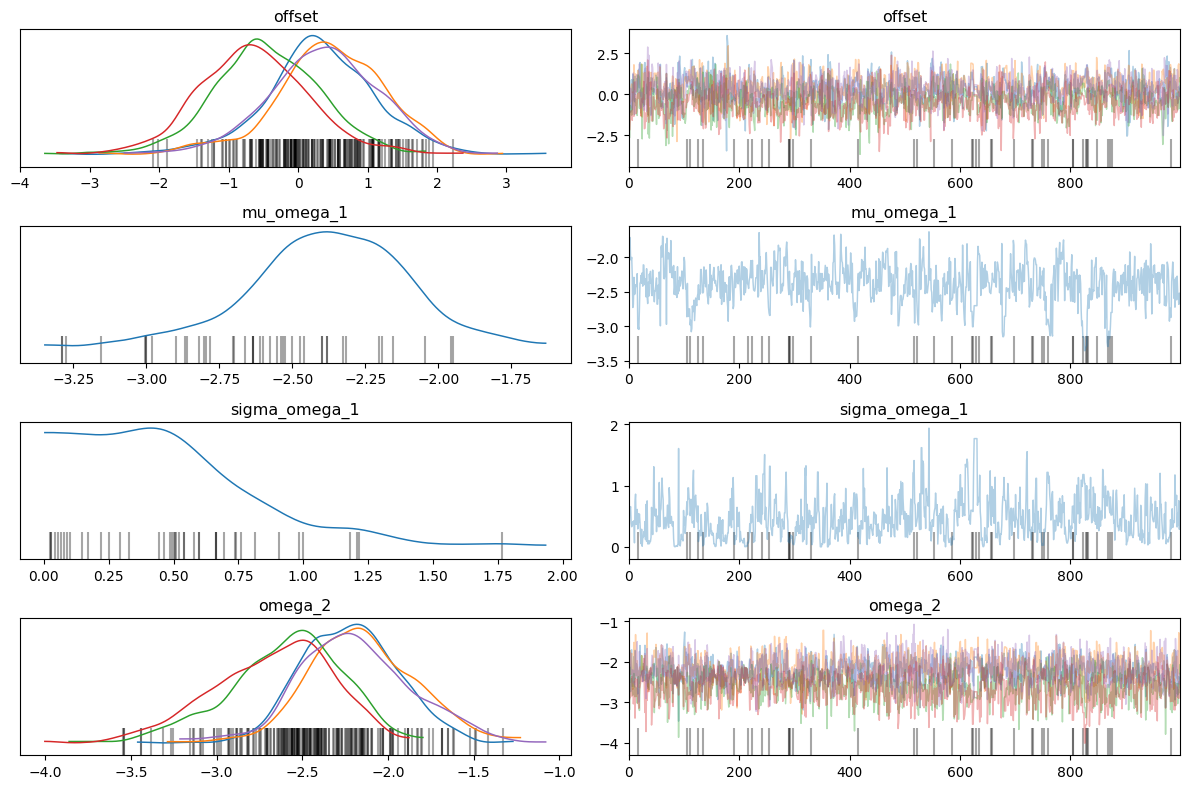 offset
offset
−4 −3 −2 −1 0 1 2 3
2.5
0.0
−2.5
0 200 400 600 800
mu_omega_1
mu_omega_1
−3.25 −3.00 −2.75 −2.50 −2.25 −2.00 −1.75
−2.0
−2.5
−3.0
−3.5
0 200 400 600 800
sigma_omega_1
sigma_omega_1
0.00 0.25 0.50 0.75 1.00 1.25 1.50 1.75 2.00
2
1
0
0 200 400 600 800
omega_2
omega_2
−4.0 −3.5 −3.0 −2.5 −2.0 −1.5 −1.0
−1
−2
−3
−4
0 200 400 600 800